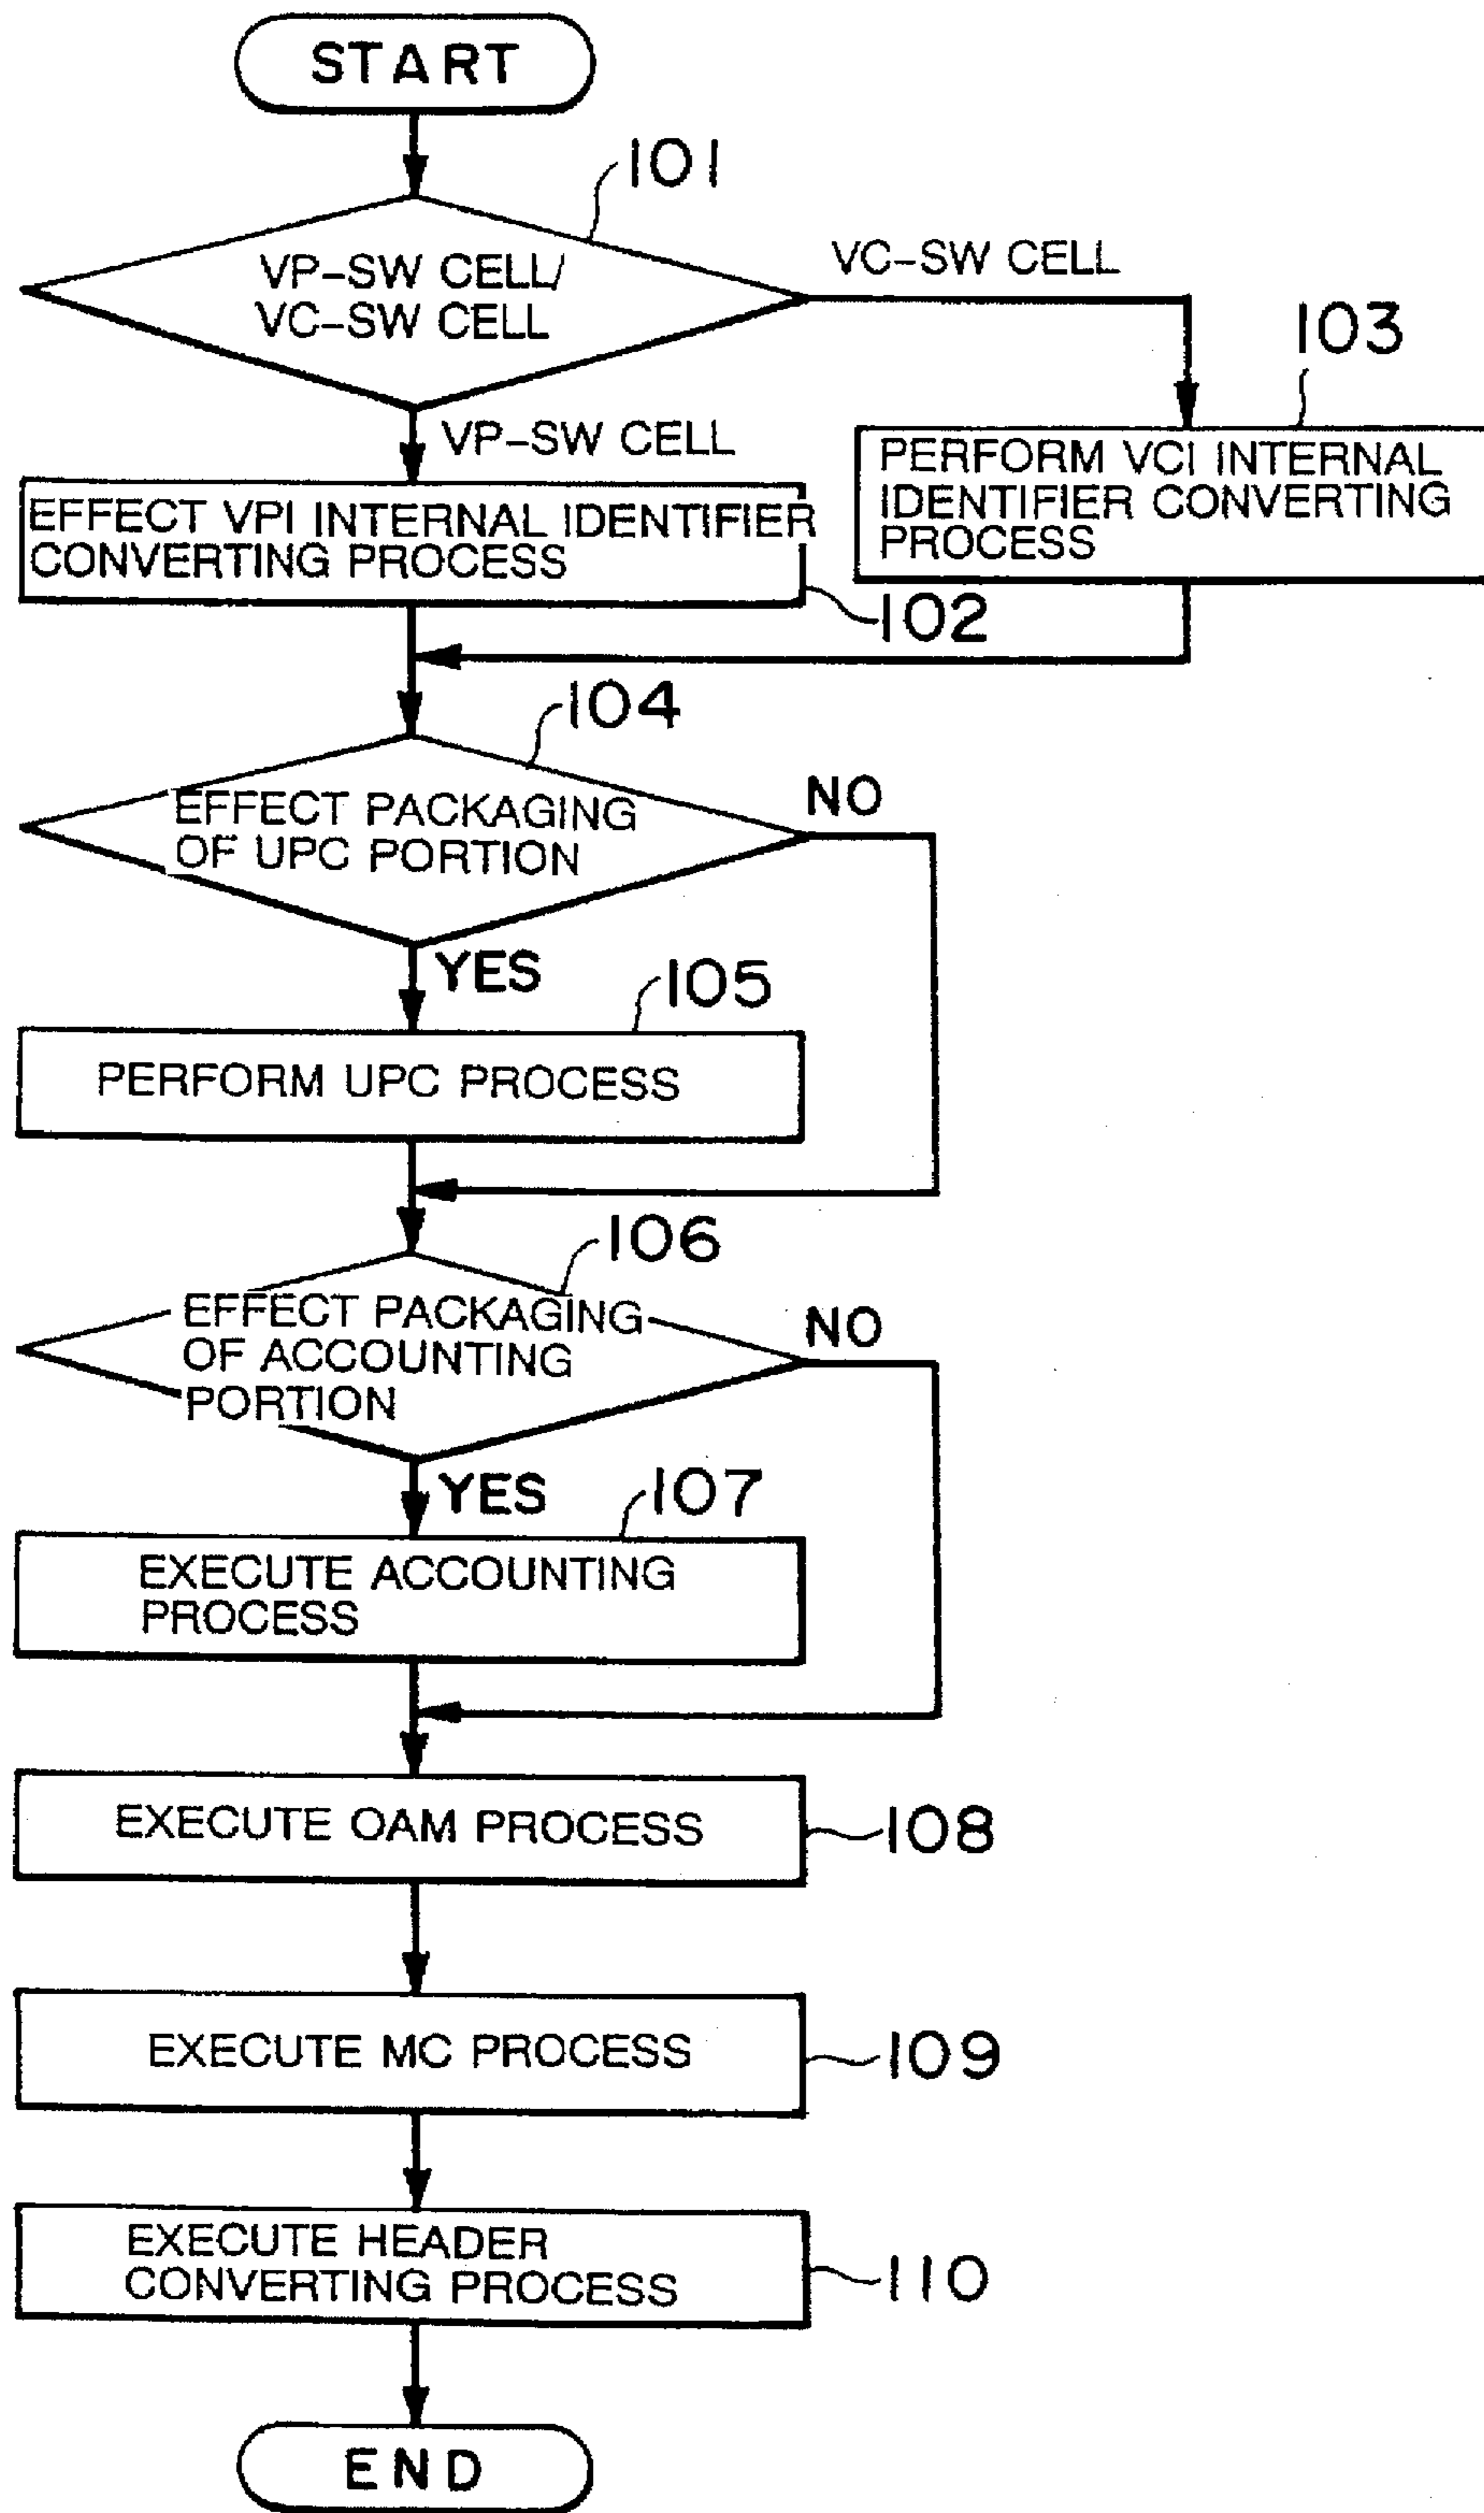 START
101
VP-SW CELL/
VC-SW CELL
VC-SW CELL
103
VP-SW CELL
PERFORM VCI INTERNAL
IDENTIFIER CONVERTING
PROCESS
EFFECT VPI INTERNAL IDENTIFIER
CONVERTING PROCESS
102
104
EFFECT PACKAGING
OF UPC PORTION
NO
YES
105
PERFORM UPC PROCESS
106
EFFECT PACKAGING
OF ACCOUNTING
PORTION
NO
YES
107
EXECUTE ACCOUNTING
PROCESS
EXECUTE OAM PROCESS
108
EXECUTE MC PROCESS
109
EXECUTE HEADER
CONVERTING PROCESS
110
END